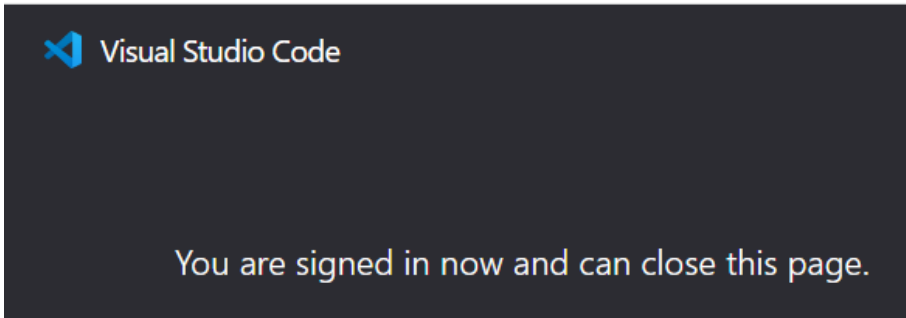 Visual Studio Code
You are signed in now and can close this page.